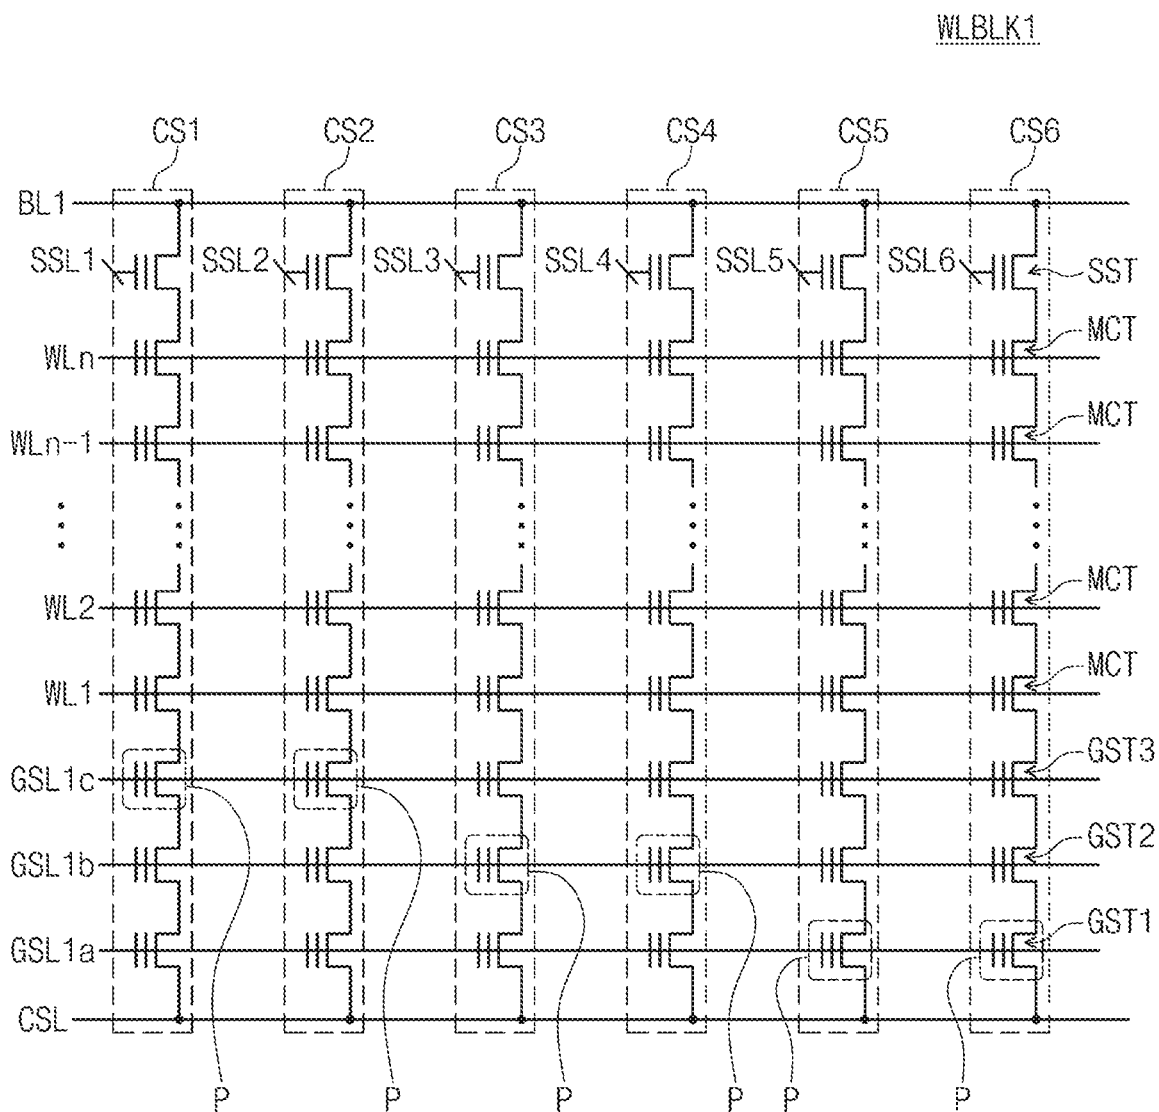 WLBLK1
CS1 CS2 CS3 CS4 CS5 CS6
BL1
SSL1 SSL2 SSL3 SSL4 SSL5 SSL6 SST
WLn MCT
WLn-1 MCT
WL2 MCT
WL1 MCT
GSL1c GST3
GSL1b GST2
GSL1a GST1
CSL
P P P P P P